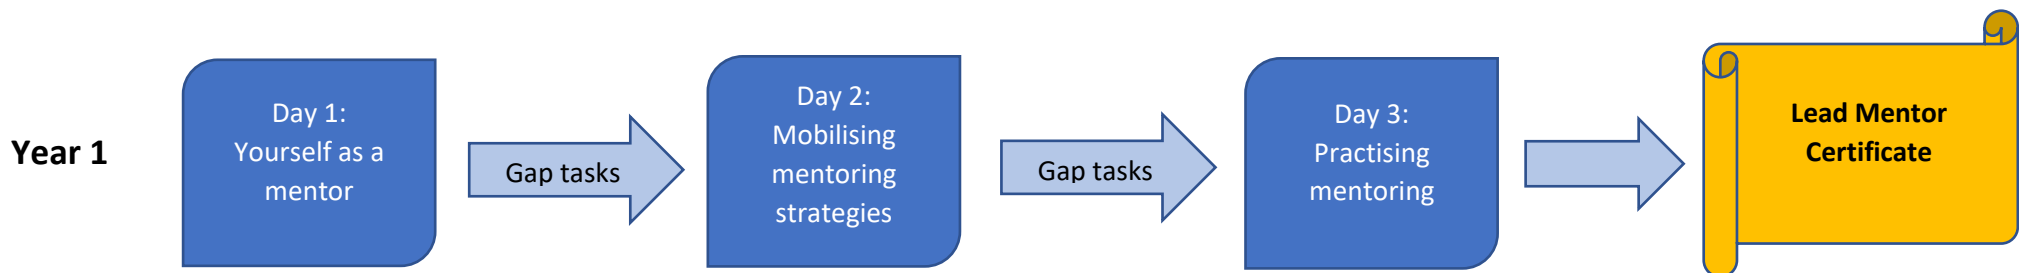 Year 1
Day 1:
Yourself as a
mentor
Gap tasks
Day 2:
Mobilising
mentoring
strategies
Gap tasks
Day 3:
Practising
mentoring
Lead Mentor
Certificate